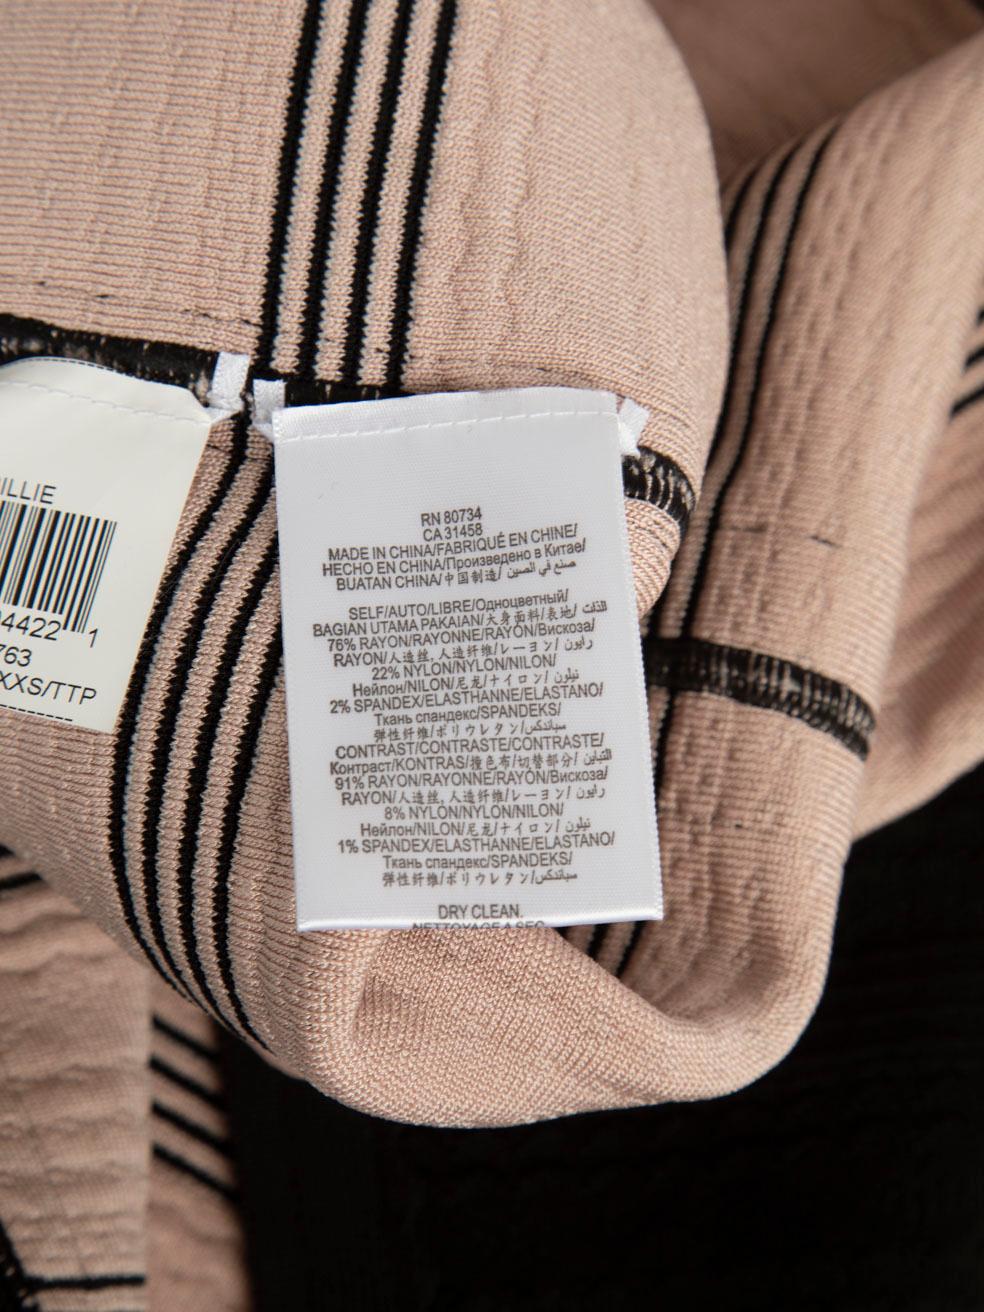 ILLIE
4422 1
763
XXS/TTP
RN 80734
CA 31458
MADE IN CHINA/FABRIQUÉ EN CHINE/
HECHO EN CHINA/Произведено в Китае/
BUATAN CHINA/中国制造/ صنع في الصين
SELF/AUTO/LIBRE/Одноцветный/
BAGIAN UTAMA PAKAIAN/大身面料/表地/ الذات
76% RAYON/RAYONNE/RAYÓN/Вискоза/
RAYON/人造丝, 人造纤维/レーヨン/ رايون
22% NYLON/NYLON/NILON/
Нейлон/NILON/尼龙/ナイロン/ نيلون
2% SPANDEX/ELASTHANNE/ELASTANO/
Ткань спандекс/SPANDEKS/
弹性纤维/ポリウレタン/سباندكس
CONTRAST/CONTRASTE/CONTRASTE/
Контраст/KONTRAS/撞色布/切替部分/ التباين
91% RAYON/RAYONNE/RAYÓN/Вискоза/
RAYON/人造丝, 人造纤维/レーヨン/ رايون
8% NYLON/NYLON/NILON/
Нейлон/NILON/尼龙/ナイロン/ نيلون
1% SPANDEX/ELASTHANNE/ELASTANO/
Ткань спандекс/SPANDEKS/
弹性纤维/ポリウレタン/سباندكس
DRY CLEAN.
NETTOYAGE A SEC